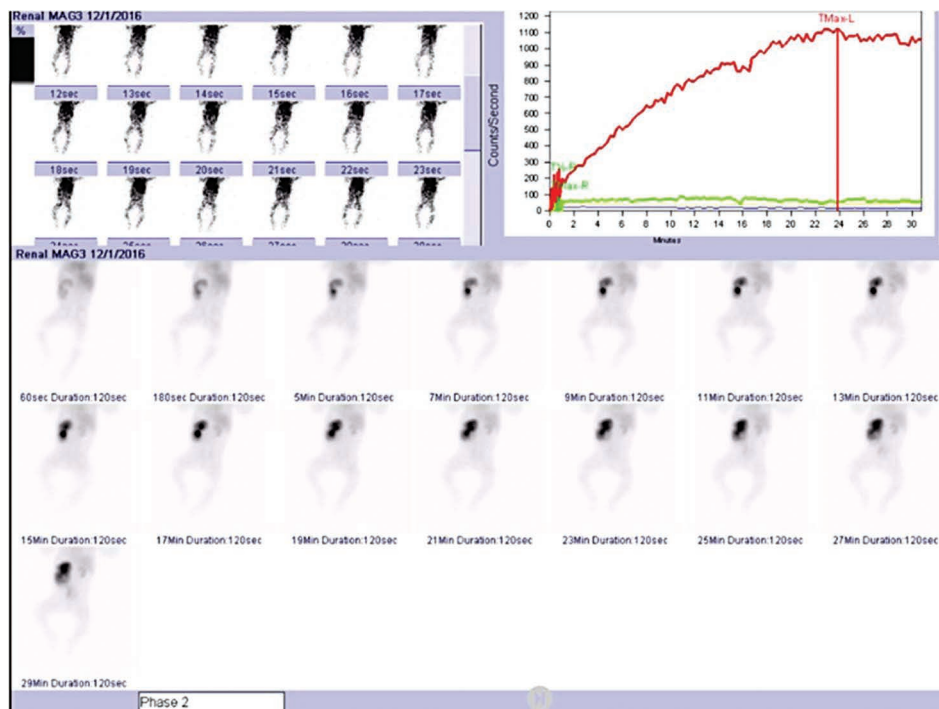 Renal MAG3 12/1/2016
%
12sec 13sec 14sec 15sec 16sec 17sec
18sec 19sec 20sec 21sec 22sec 23sec
TMax-L
Counts/Second
1100
1000
900
800
700
600
500
400
300
200
100
0
0 2 4 6 8 10 12 14 16 18 20 22 24 26 28 30
Minutes
Renal MAG3 12/1/2016
60sec Duration:120sec 180sec Duration:120sec 5Min Duration:120sec 7Min Duration:120sec 9Min Duration:120sec 11Min Duration:120sec 13Min Duration:120sec
15Min Duration:120sec 17Min Duration:120sec 19Min Duration:120sec 21Min Duration:120sec 23Min Duration:120sec 25Min Duration:120sec 27Min Duration:120sec
29Min Duration:120sec
Phase 2